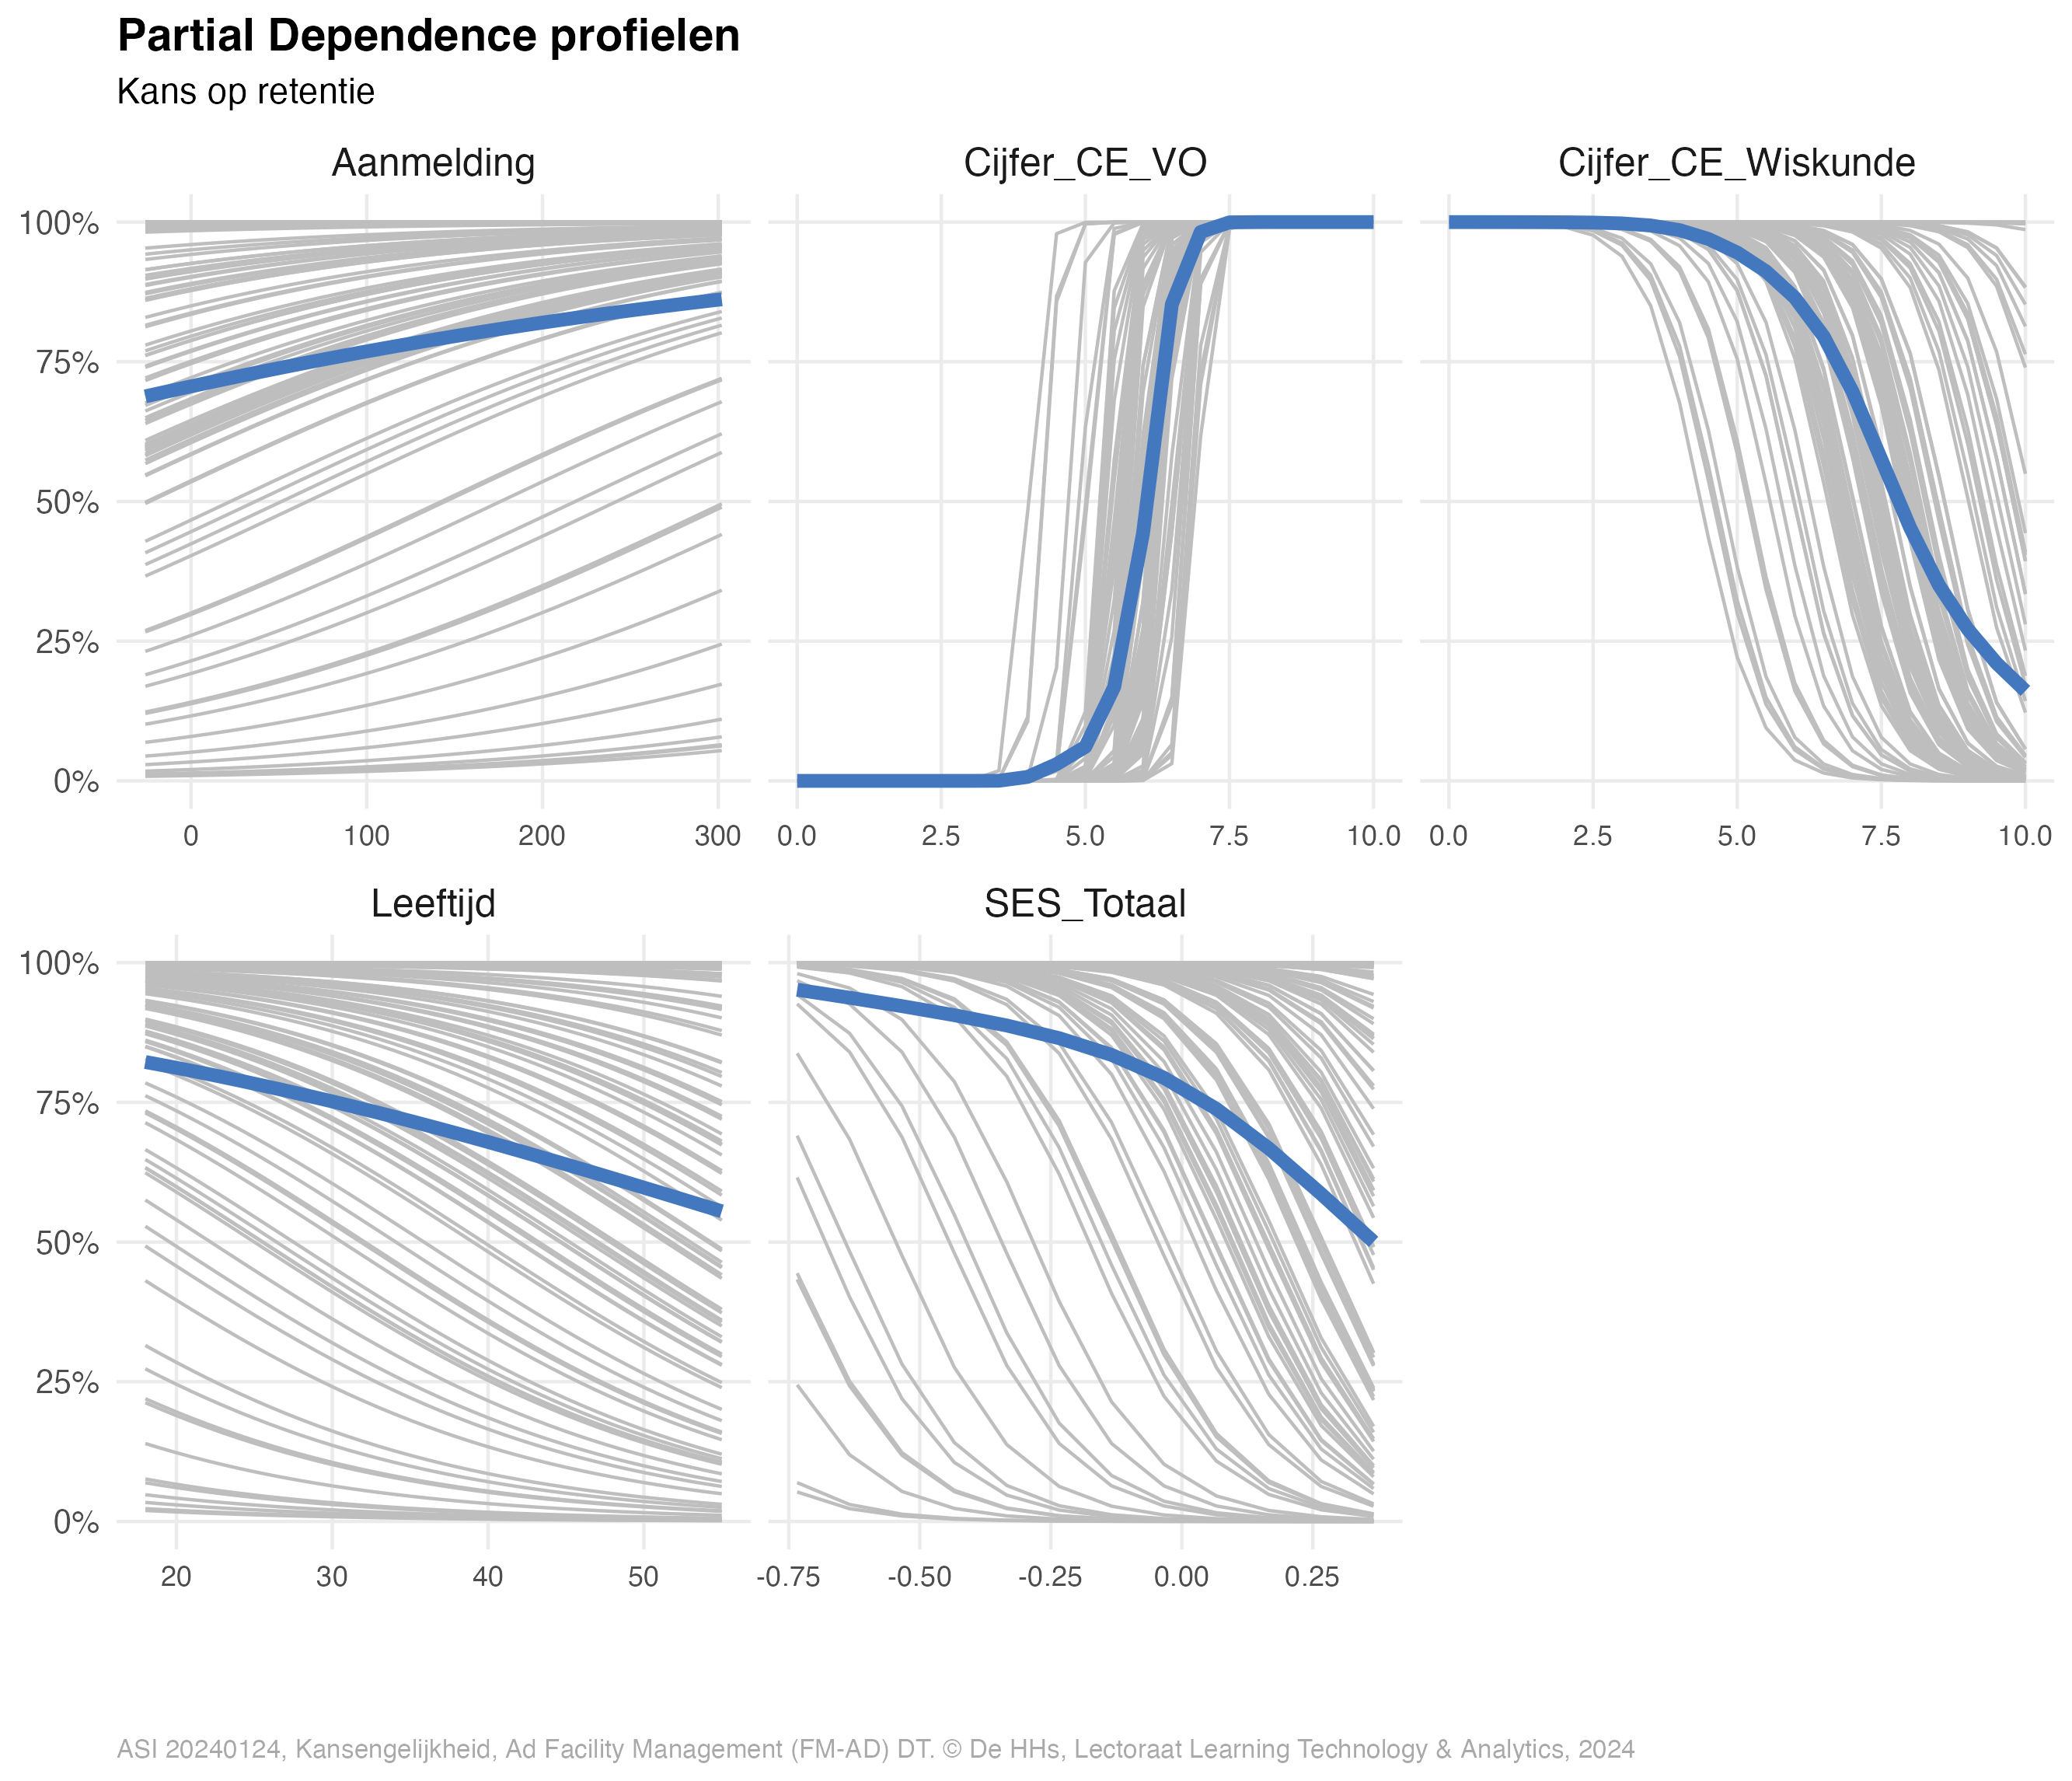 Partial Dependence profielen
Kans op retentie
Aanmelding
Cijfer_CE_VO
Cijfer_CE_Wiskunde
100%
75%
50%
25%
0%
0 100 200 300
0.0 2.5 5.0 7.5 10.0
0.0 2.5 5.0 7.5 10.0
Leeftijd
SES_Totaal
100%
75%
50%
25%
0%
20 30 40 50
-0.75 -0.50 -0.25 0.00 0.25
ASI 20240124, Kansengelijkheid, Ad Facility Management (FM-AD) DT. © De HHs, Lectoraat Learning Technology & Analytics, 2024